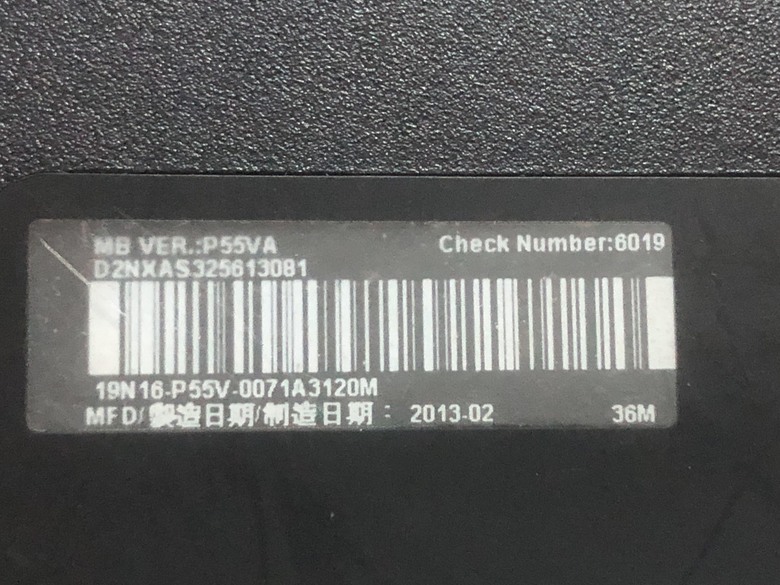 MB VER.:P55VA Check Number:6019
D2NXAS325613081
19N16-P55V-0071A3120M
MFD/製造日期/制造日期： 2013-02 36M